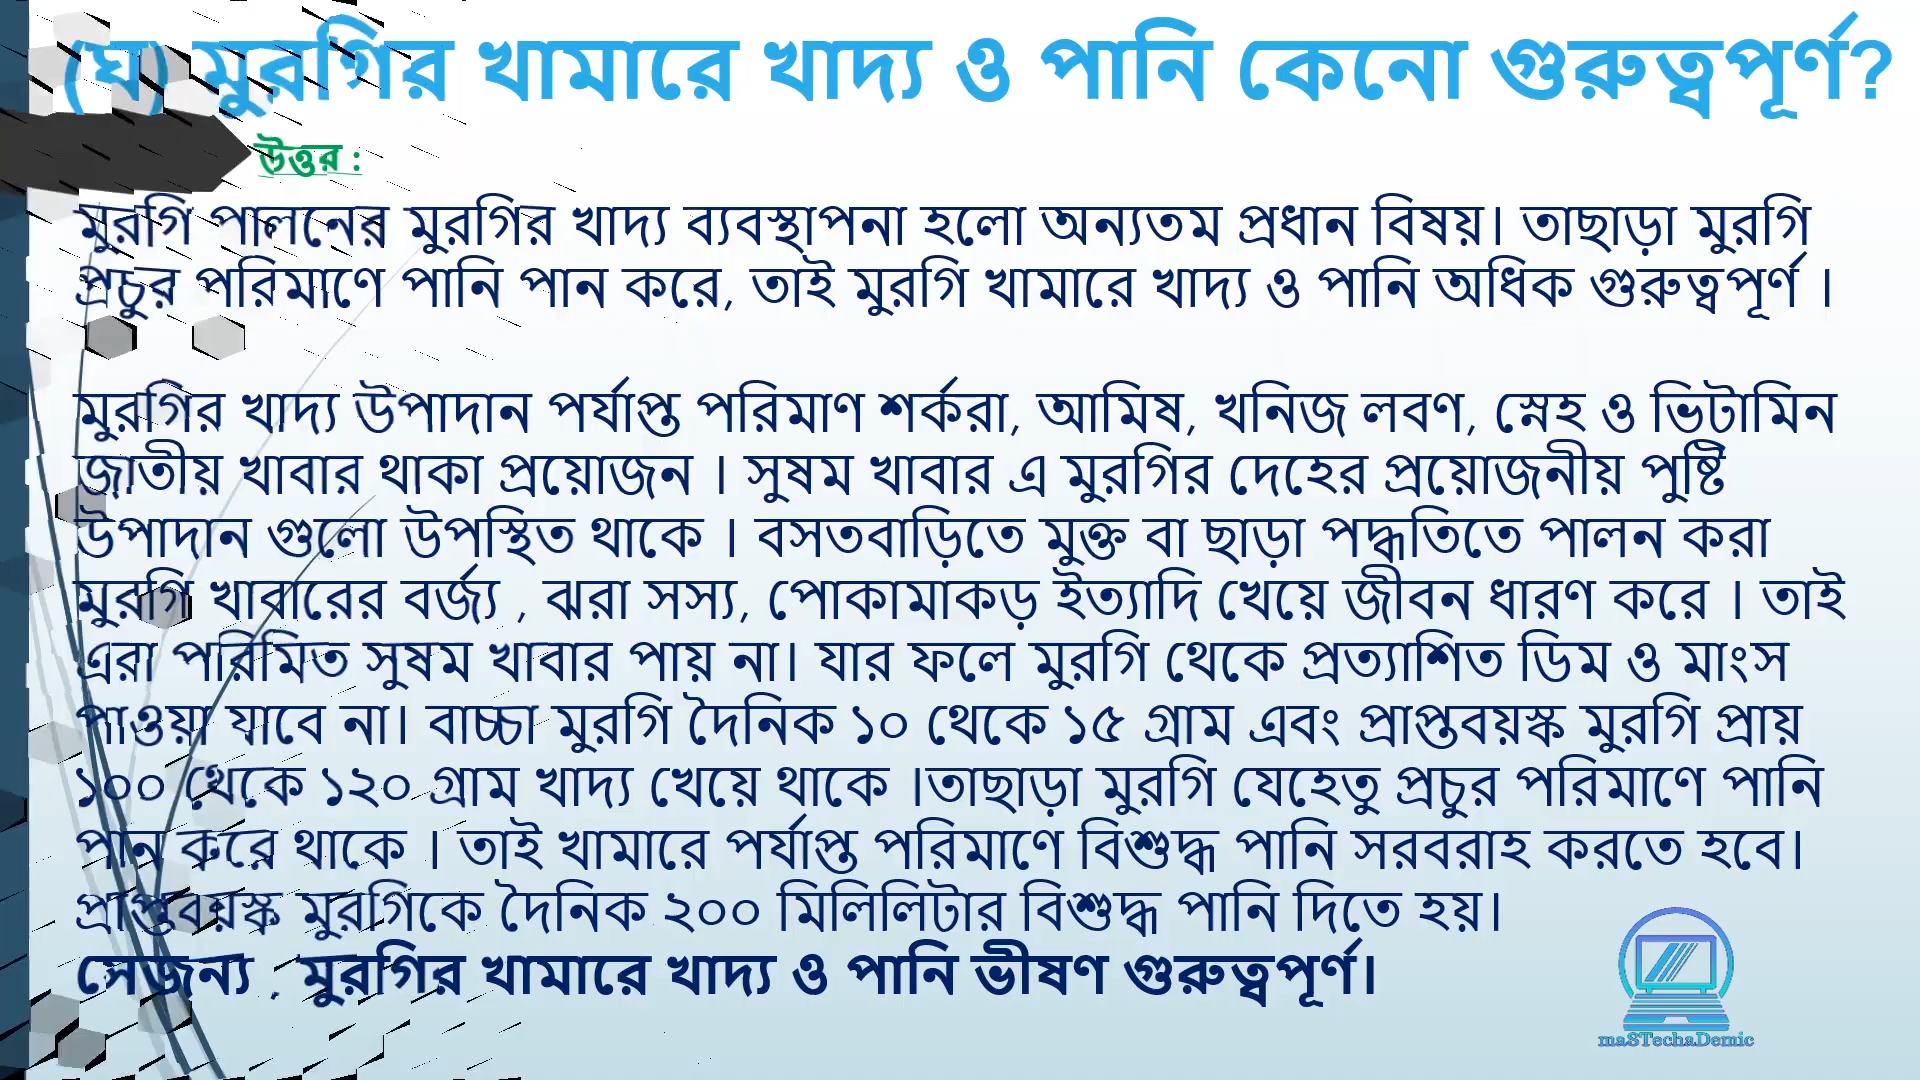 (ঘ) মুরগির খামারে খাদ্য ও পানি কেনো গুরুত্বপূর্ণ?
উত্তর :
মুরগি পালনের মুরগির খাদ্য ব্যবস্থাপনা হলো অন্যতম প্রধান বিষয়। তাছাড়া মুরগি
প্রচুর পরিমাণে পানি পান করে, তাই মুরগি খামারে খাদ্য ও পানি অধিক গুরুত্বপূর্ণ ।
মুরগির খাদ্য উপাদান পর্যাপ্ত পরিমাণ শর্করা, আমিষ, খনিজ লবণ, স্নেহ ও ভিটামিন
জাতীয় খাবার থাকা প্রয়োজন । সুষম খাবার এ মুরগির দেহের প্রয়োজনীয় পুষ্টি
উপাদান গুলো উপস্থিত থাকে । বসতবাড়িতে মুক্ত বা ছাড়া পদ্ধতিতে পালন করা
মুরগি খাবারের বর্জ্য , ঝরা সস্য, পোকামাকড় ইত্যাদি খেয়ে জীবন ধারণ করে । তাই
এরা পরিমিত সুষম খাবার পায় না। যার ফলে মুরগি থেকে প্রত্যাশিত ডিম ও মাংস
পাওয়া যাবে না। বাচ্চা মুরগি দৈনিক ১০ থেকে ১৫ গ্রাম এবং প্রাপ্তবয়স্ক মুরগি প্রায়
১০০ থেকে ১২০ গ্রাম খাদ্য খেয়ে থাকে ।তাছাড়া মুরগি যেহেতু প্রচুর পরিমাণে পানি
পান করে থাকে । তাই খামারে পর্যাপ্ত পরিমাণে বিশুদ্ধ পানি সরবরাহ করতে হবে।
প্রাপ্তবয়স্ক মুরগিকে দৈনিক ২০০ মিলিলিটার বিশুদ্ধ পানি দিতে হয়।
সেজন্য , মুরগির খামারে খাদ্য ও পানি ভীষণ গুরুত্বপূর্ণ।
maSTechaDemic